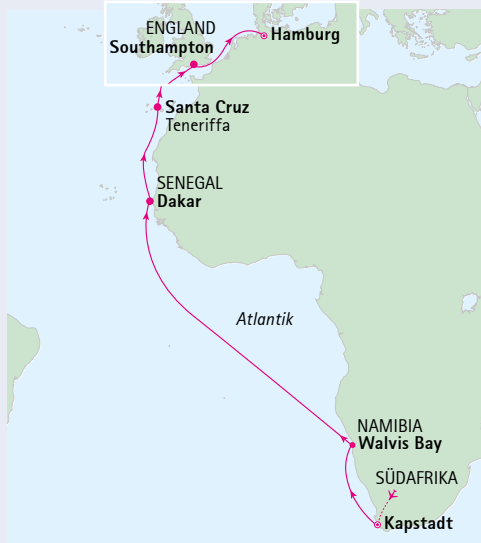 ENGLAND
Southampton
Hamburg
Santa Cruz
Teneriffa
SENEGAL
Dakar
Atlantik
NAMIBIA
Walvis Bay
SÜDAFRIKA
Kapstadt